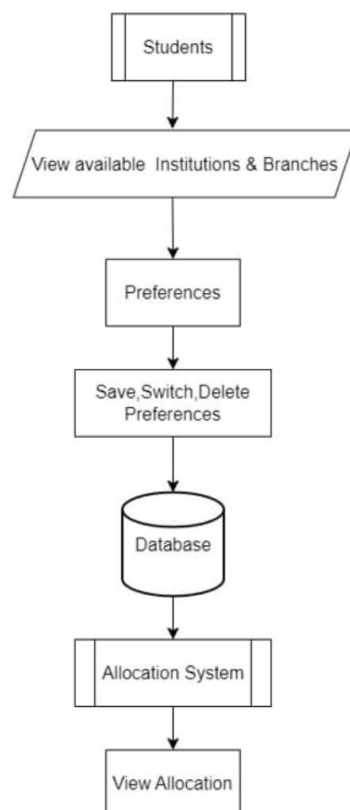 Students
View available Institutions & Branches
Preferences
Save,Switch,Delete
Preferences
Database
Allocation System
View Allocation